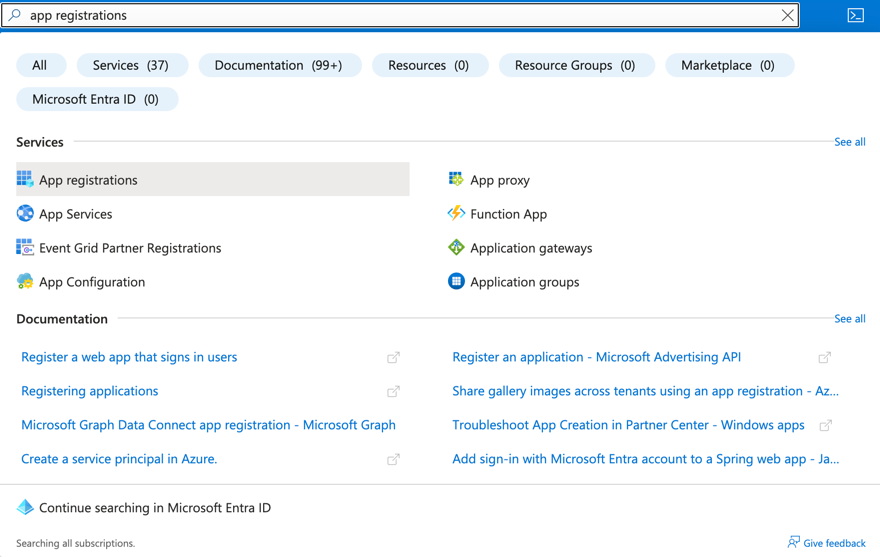 app registrations
All
Services (37)
Documentation (99+)
Resources (0)
Resource Groups (0)
Marketplace (0)
Microsoft Entra ID (0)
Services
See all
App registrations
App proxy
App Services
Function App
Event Grid Partner Registrations
Application gateways
App Configuration
Application groups
Documentation
See all
Register a web app that signs in users
Register an application - Microsoft Advertising API
Registering applications
Share gallery images across tenants using an app registration - Az...
Microsoft Graph Data Connect app registration - Microsoft Graph
Troubleshoot App Creation in Partner Center - Windows apps
Create a service principal in Azure.
Add sign-in with Microsoft Entra account to a Spring web app - Ja...
Continue searching in Microsoft Entra ID
Searching all subscriptions.
Give feedback